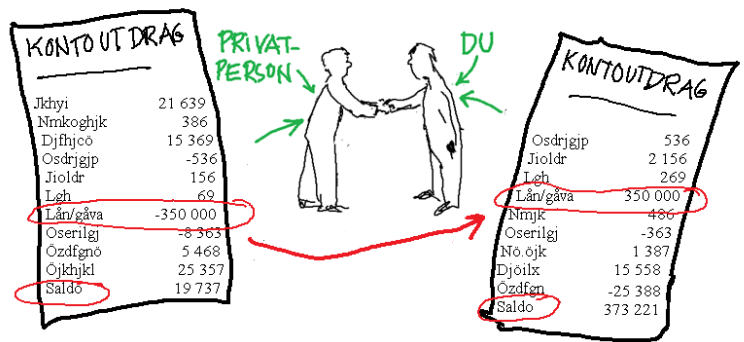 KONTOUTDRAG
Jkhyi 21 639
Nmkoghjk 386
Djfhjcö 15 369
Osdrjgjp -536
Jioldr 156
Lgh 69
Lån/gåva -350 000
Oserilgj -8 363
Özdfgnö 5 468
Öjkhjkl 25 357
Saldo 19 737
PRIVAT-
PERSON
DU
KONTOUTDRAG
Osdrjgjp 536
Jioldr 2 156
Lgh 269
Lån/gåva 350 000
Nmjk 486
Oserilgj -363
Nö.öjk 1 387
Djöilx 15 558
Özdfgn -25 388
Saldo 373 221